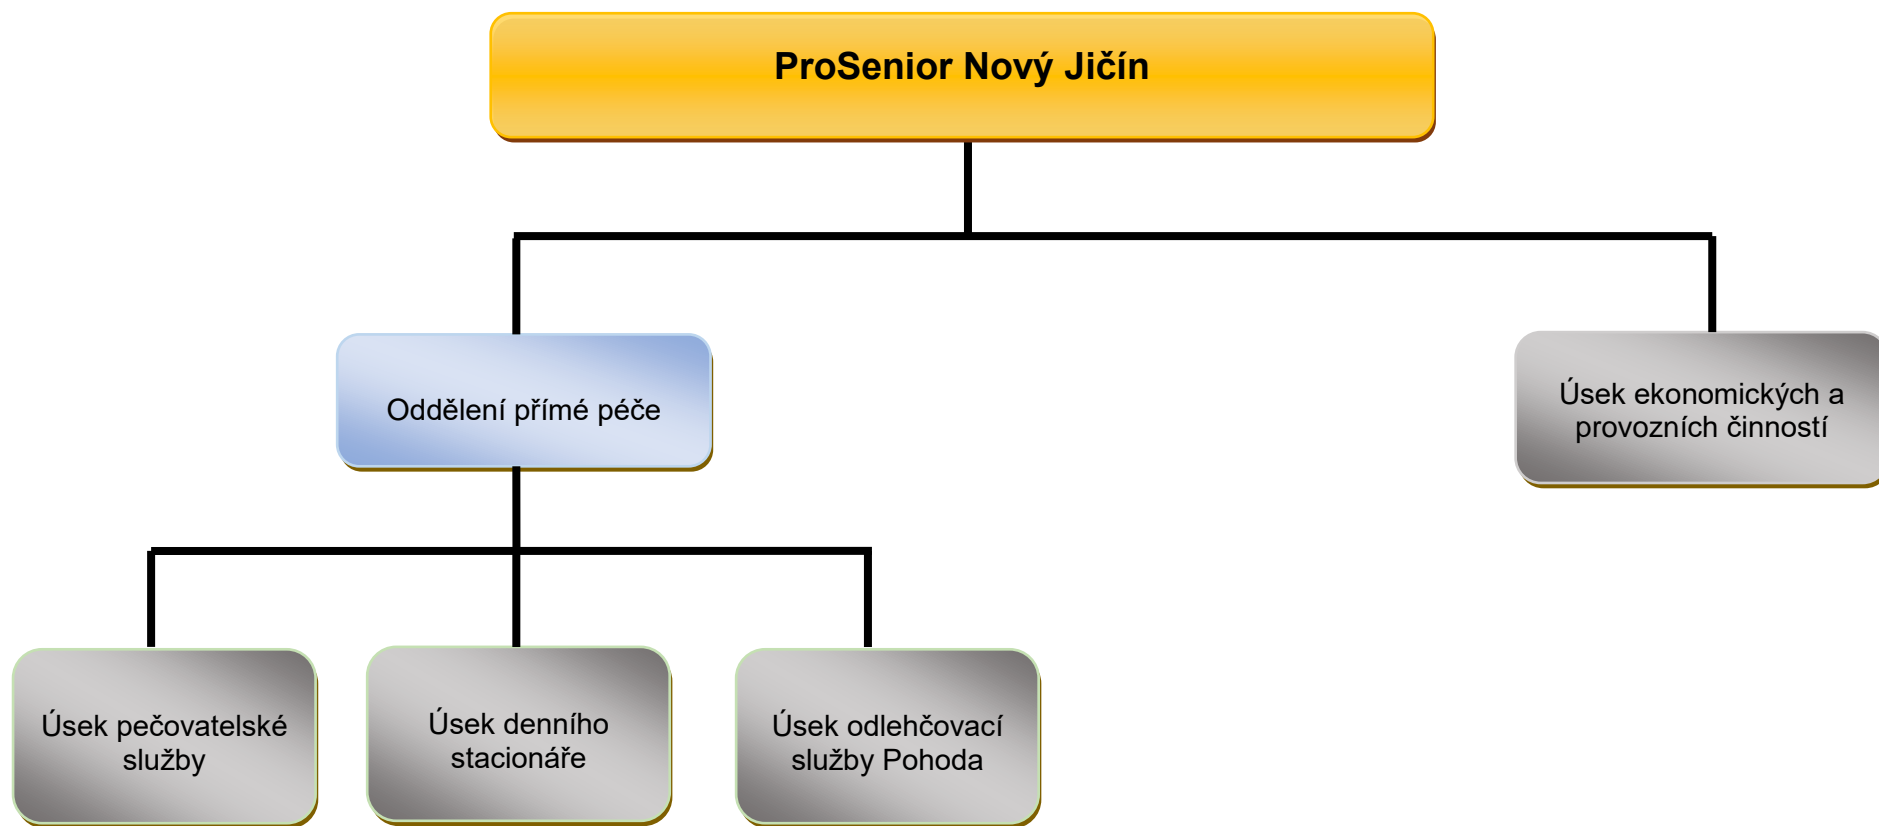 ProSenior Nový Jičín
Oddělení přímé péče
Úsek ekonomických a
provozních činností
Úsek pečovatelské
služby
Úsek denního
stacionáře
Úsek odlehčovací
služby Pohoda